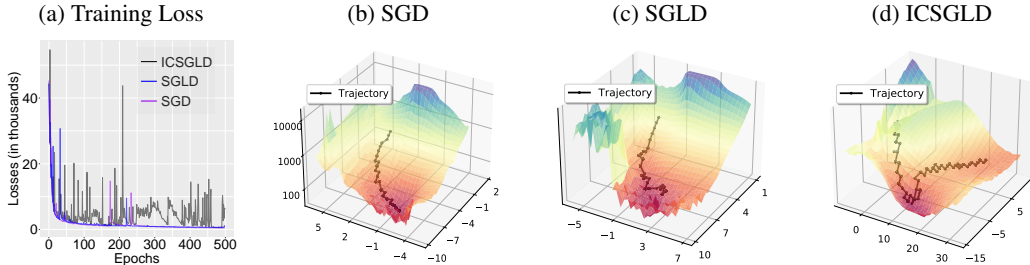 (a) Training Loss
(b) SGD
(c) SGLD
(d) ICSGLD
Losses (in thousands)
40
20
0
ICSGLD
SGLD
SGD
0 100 200 300 400 500
Epochs
Trajectory
10000
1000
100
5 2 −1 −4
−10 −7 −4 −1 2
Trajectory
−5 −1 3 7
10 7 4 1
Trajectory
0 10 20 30
−15 −5 5